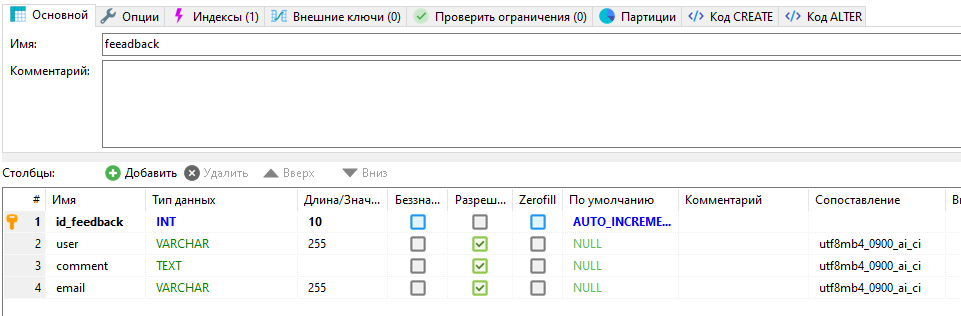 Основной Опции Индексы (1) Внешние ключи (0) Проверить ограничения (0) Партиции Код CREATE Код ALTER
Имя: feeadback
Комментарий:
Столбцы: Добавить Удалить Вверх Вниз
# Имя Тип данных Длина/Знач... Беззна... Разреш... Zerofill По умолчанию Комментарий Сопоставление
1 id_feedback INT 10 AUTO_INCREME...
2 user VARCHAR 255 NULL utf8mb4_0900_ai_ci
3 comment TEXT NULL utf8mb4_0900_ai_ci
4 email VARCHAR 255 NULL utf8mb4_0900_ai_ci